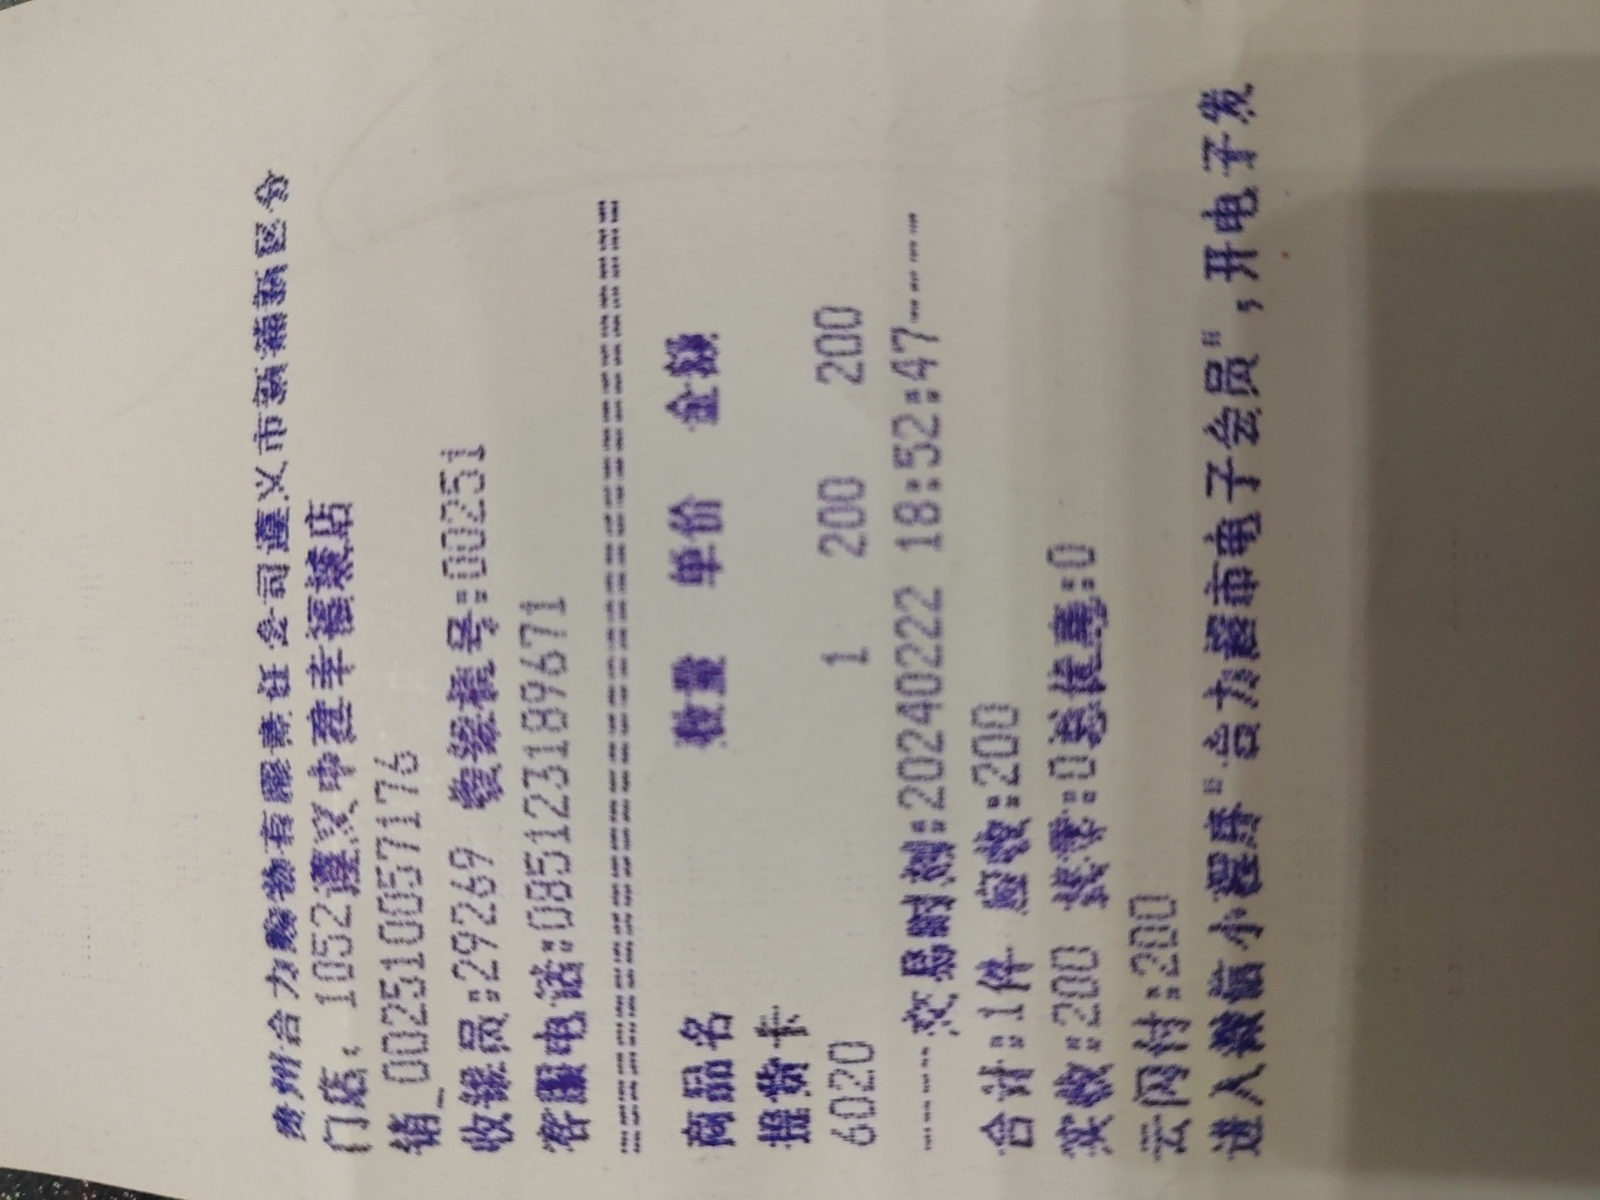 贵州合力购物有限责任公司遵义市新蒲新区分
门店: 1052遵义中建幸福城店
销_002510057176
收银员:29269 收银机号:00251
客服电话:085123189671
========================================
商品名 数量 单价 金额
提货卡
6020 1 200 200
-----交易时刻:20240222 18:52:47-----
合计:1件 应收:200
实收:200 找零:0总优惠:0
云闪付:200
进入微信小程序"合力超市电子会员",开电子发